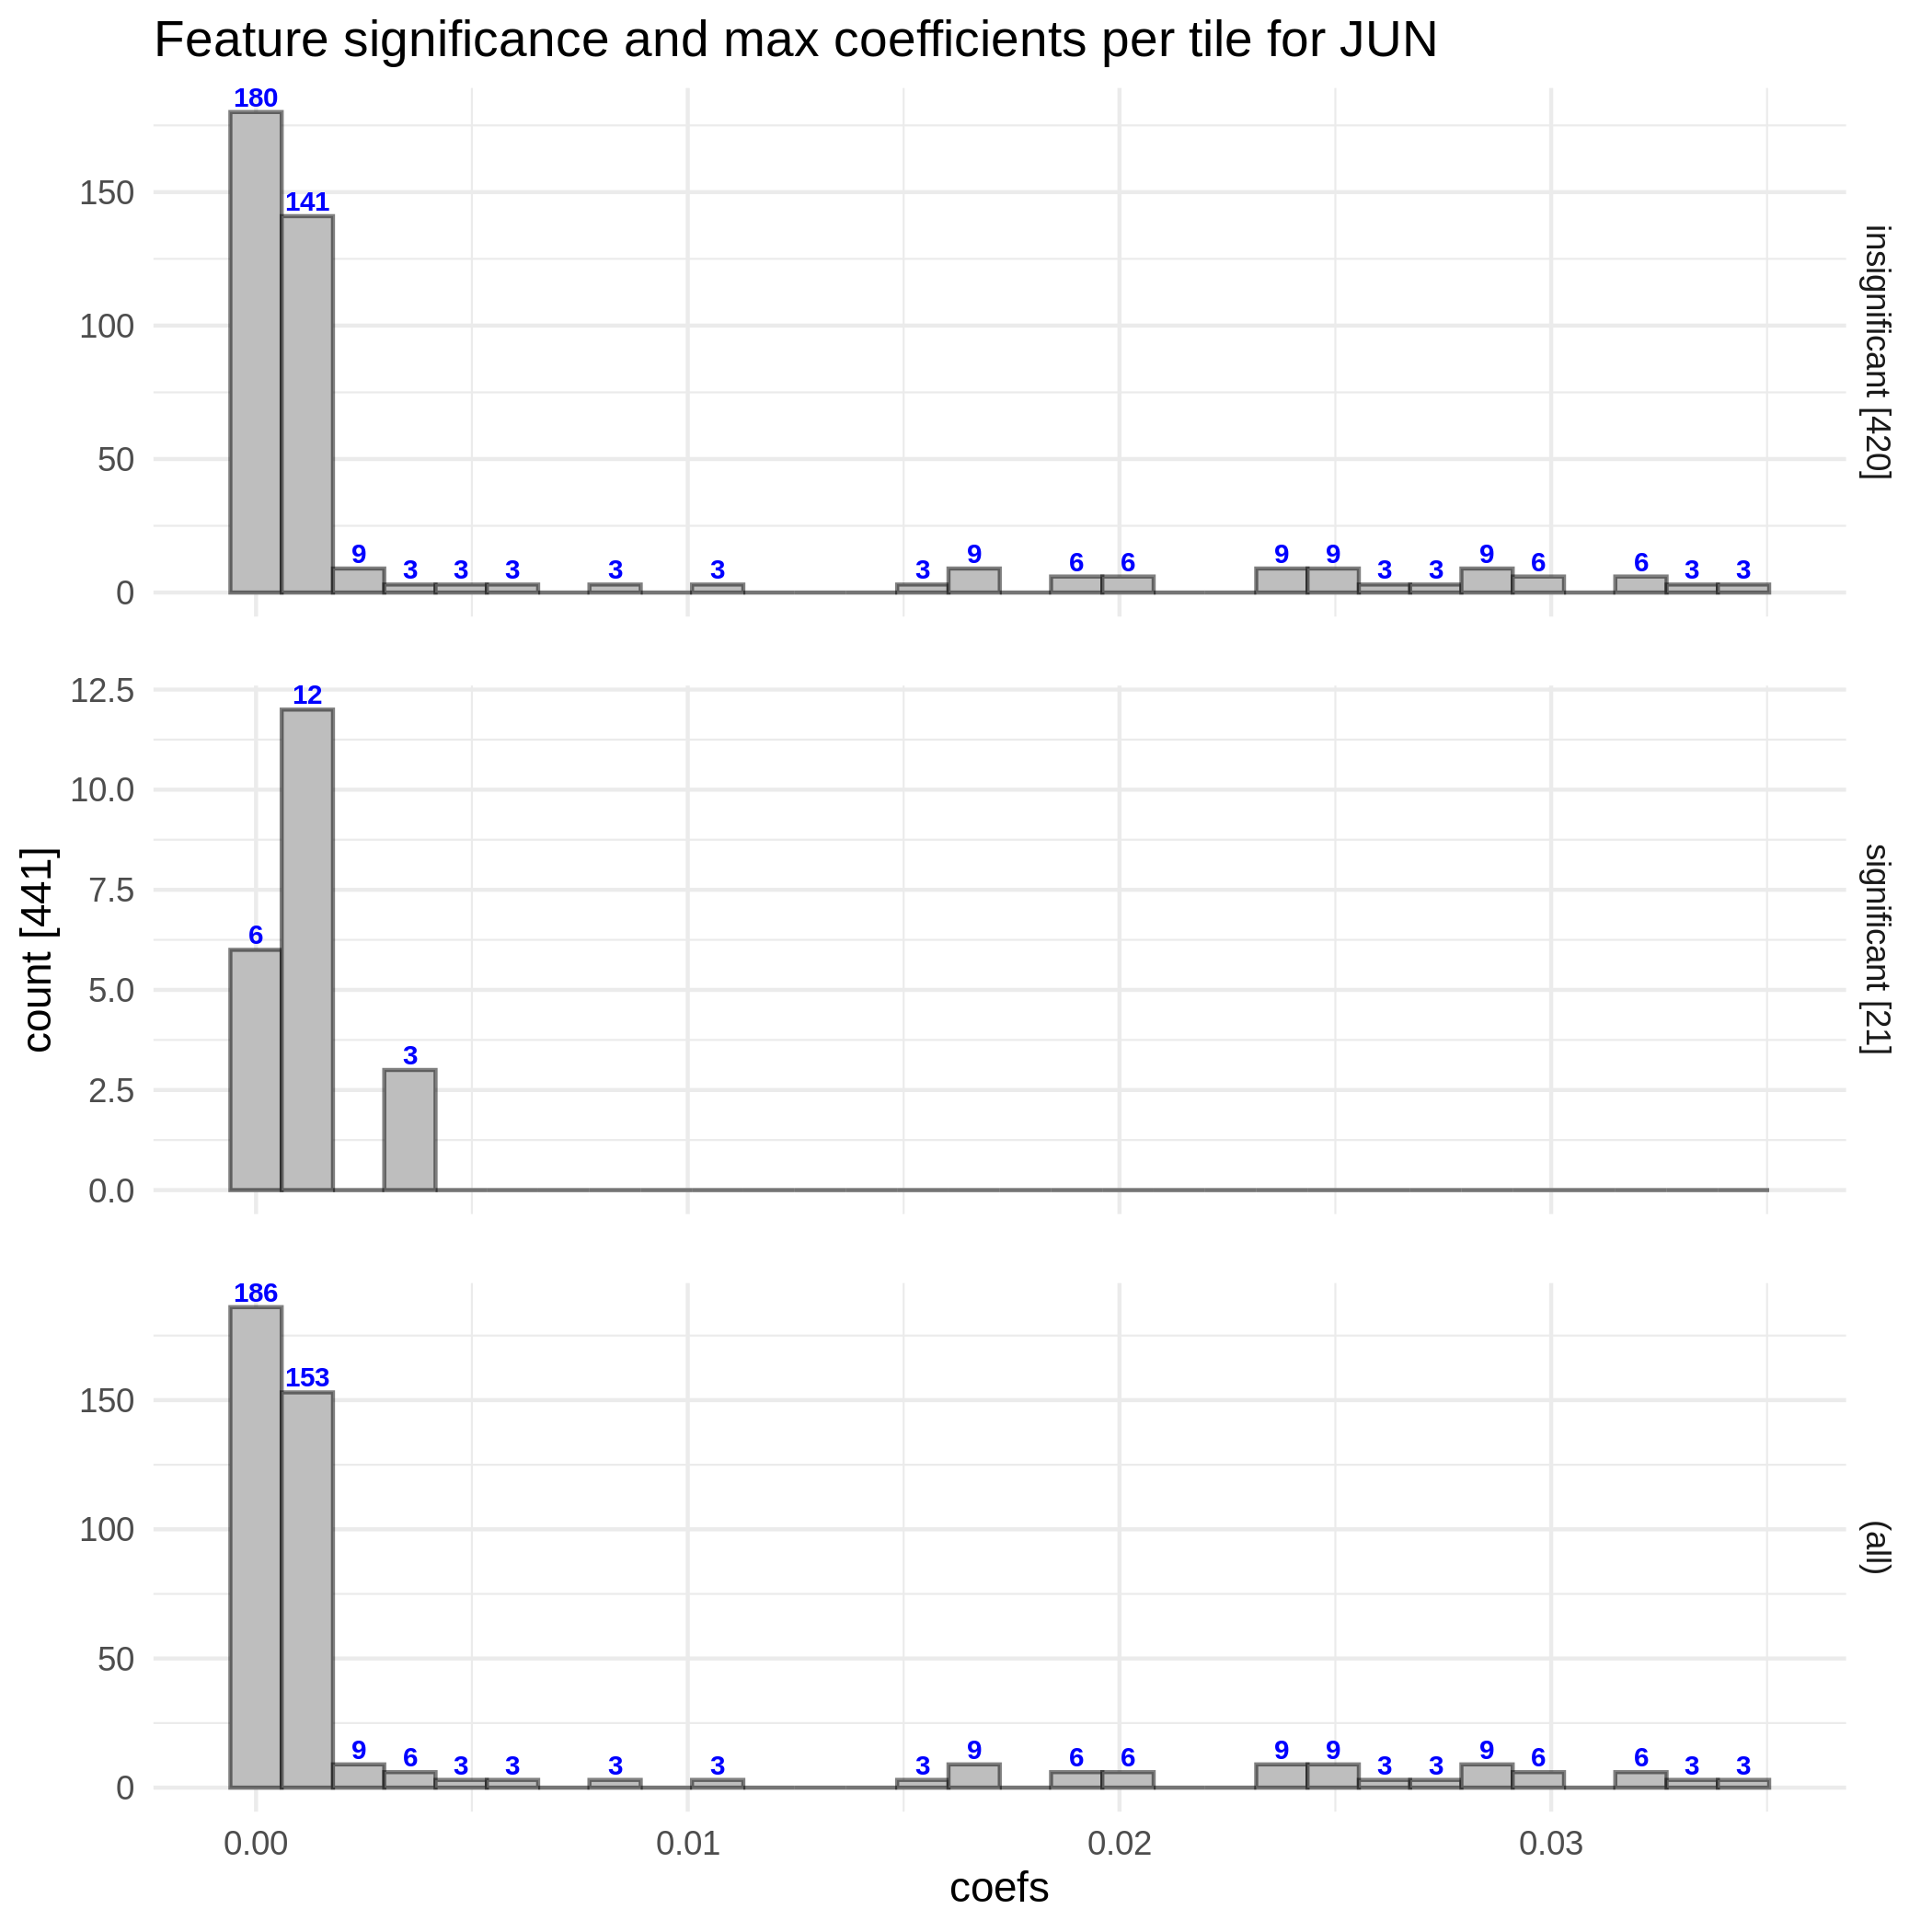 Feature significance and max coefficients per tile for JUN
180
141
9 3 3 3 3 3 3 9 6 6 9 9 3 3 9 6 6 3 3
150
100
50
0
insignificant [420]
12
6
3
12.5
10.0
7.5
5.0
2.5
0.0
significant [21]
count [441]
186
153
9 6 3 3 3 3 3 9 6 6 9 9 3 3 9 6 6 3 3
150
100
50
0
(all)
0.00 0.01 0.02 0.03
coefs